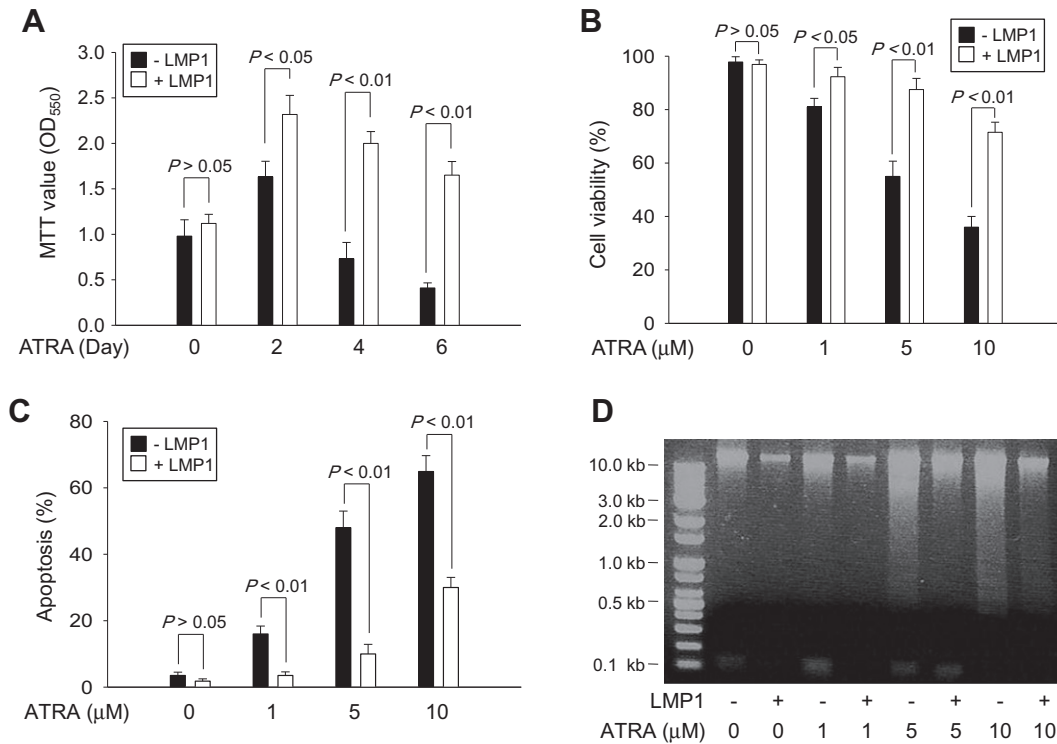 A
MTT value (OD550)
3.0
2.5
2.0
1.5
1.0
0.5
0.0
- LMP1
+ LMP1
P > 0.05
P < 0.05
P < 0.01
P < 0.01
ATRA (Day) 0 2 4 6
B
Cell viability (%)
100
80
60
40
20
0
- LMP1
+ LMP1
P > 0.05
P < 0.05
P < 0.01
P < 0.01
ATRA (μM) 0 1 5 10
C
Apoptosis (%)
80
60
40
20
0
- LMP1
+ LMP1
P > 0.05
P < 0.01
P < 0.01
P < 0.01
ATRA (μM) 0 1 5 10
D
10.0 kb
3.0 kb
2.0 kb
1.0 kb
0.5 kb
0.1 kb
LMP1 - + - + - + - +
ATRA (μM) 0 0 1 1 5 5 10 10